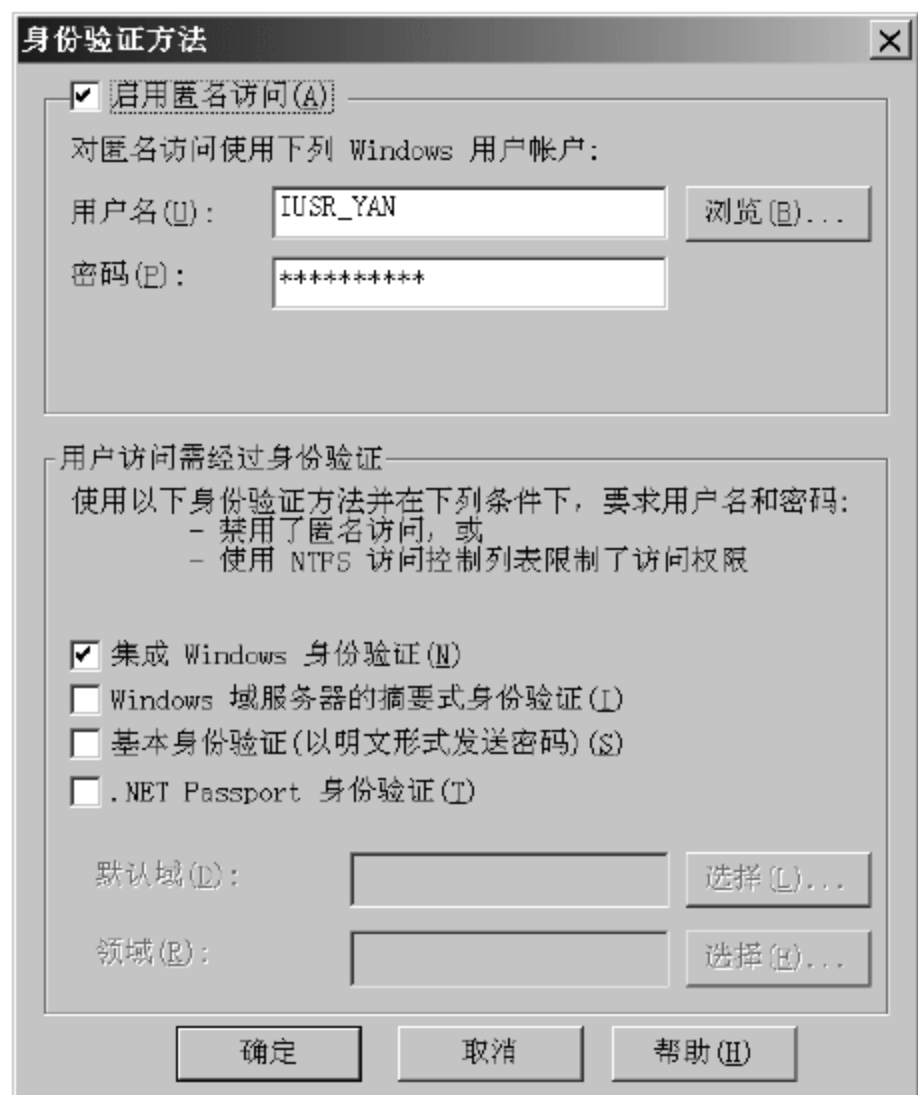 身份验证方法
启用匿名访问(A)
对匿名访问使用下列 Windows 用户帐户:
用户名(U): IUSR_YAN 浏览(B)...
密码(P): **********
用户访问需经过身份验证
使用以下身份验证方法并在下列条件下，要求用户名和密码:
- 禁用了匿名访问，或
- 使用 NTFS 访问控制列表限制了访问权限
集成 Windows 身份验证(N)
Windows 域服务器的摘要式身份验证(I)
基本身份验证(以明文形式发送密码)(S)
.NET Passport 身份验证(T)
默认域(D): 选择(L)...
领域(R): 选择(E)...
确定 取消 帮助(H)